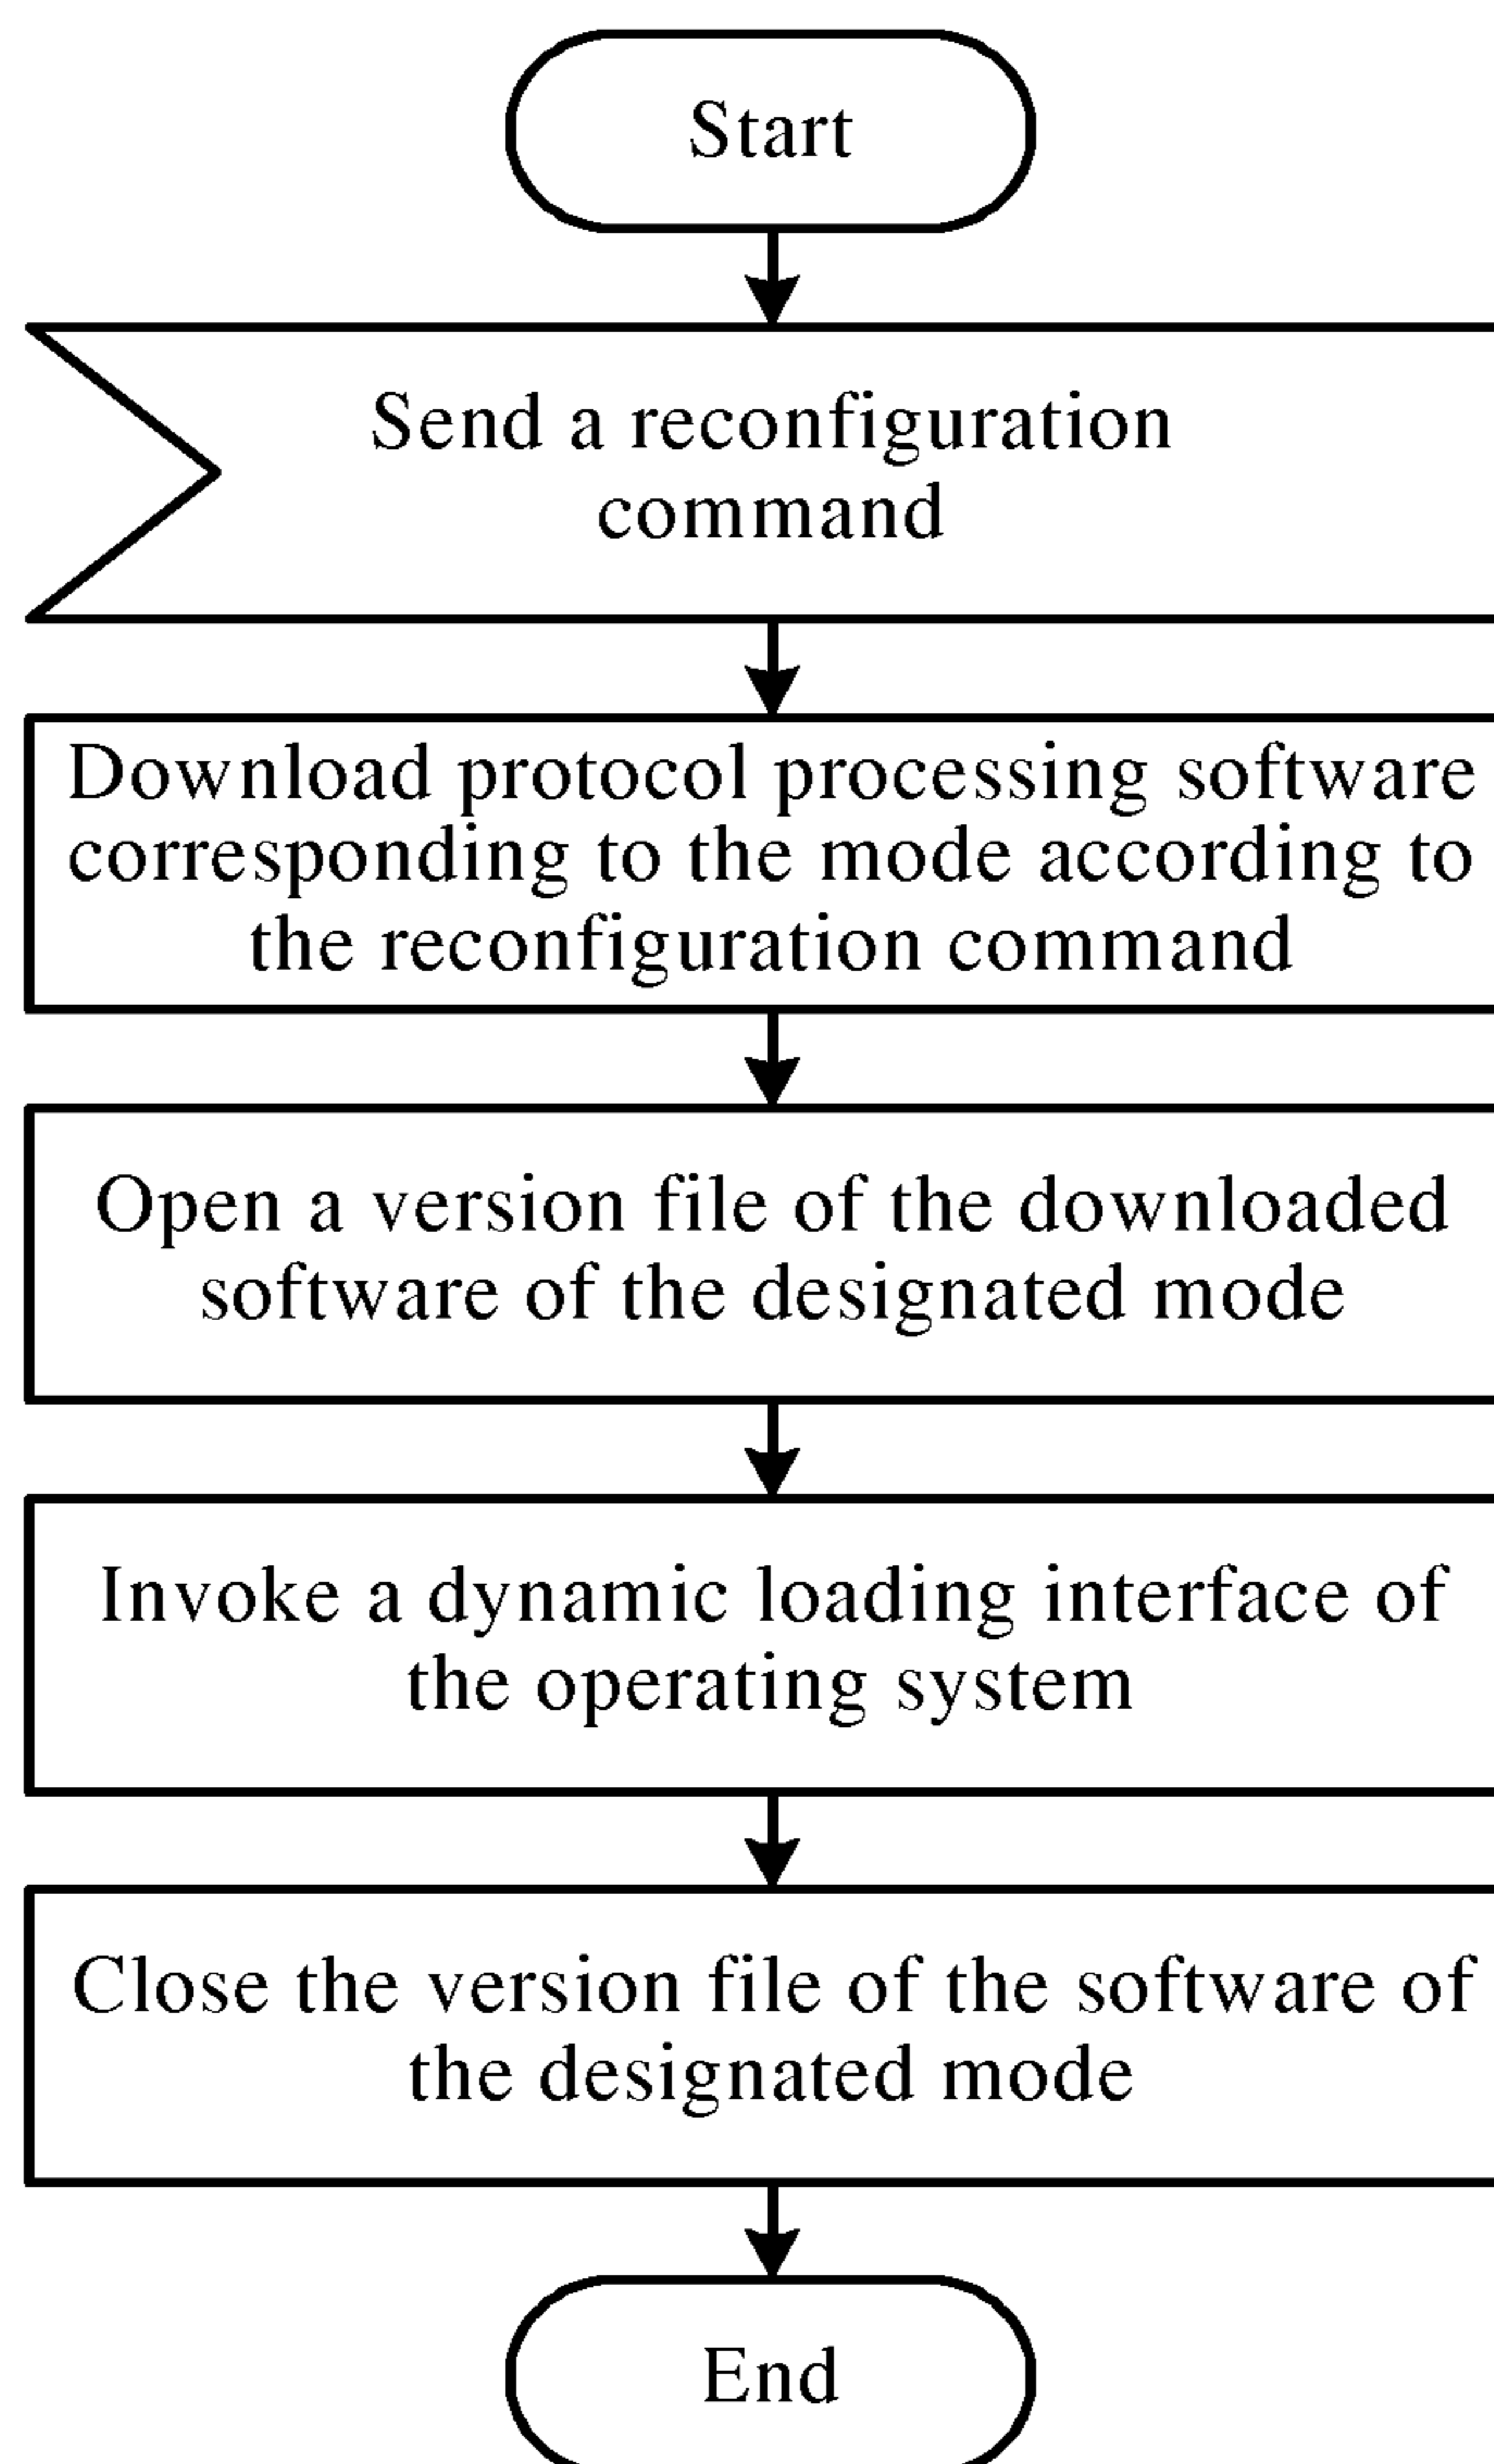 Start
Send a reconfiguration
command
Download protocol processing software
corresponding to the mode according to
the reconfiguration command
Open a version file of the downloaded
software of the designated mode
Invoke a dynamic loading interface of
the operating system
Close the version file of the software of
the designated mode
End